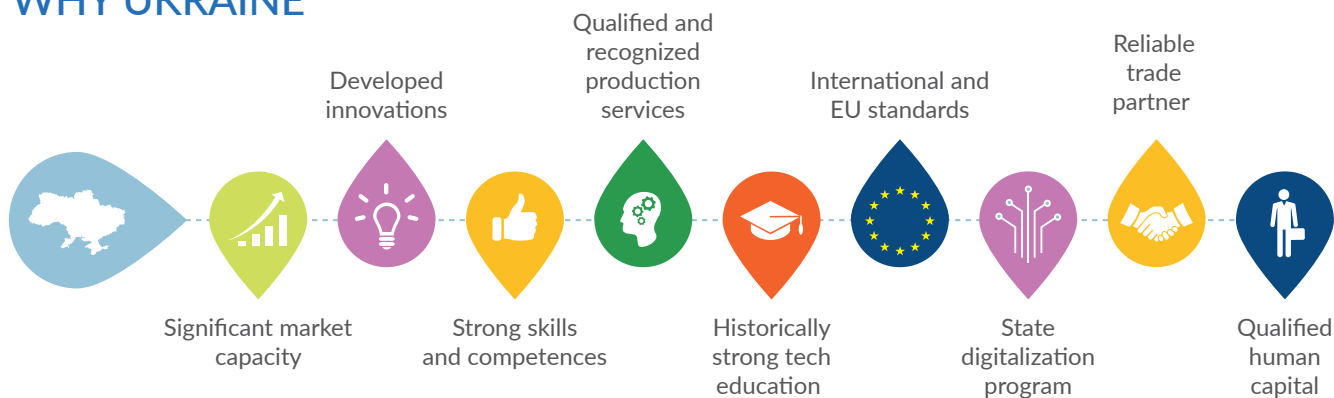 WHY UKRAINE
Significant market
capacity
Developed
innovations
Strong skills
and competences
Qualified and
recognized
production
services
Historically
strong tech
education
International and
EU standards
State
digitalization
program
Reliable
trade
partner
Qualified
human
capital